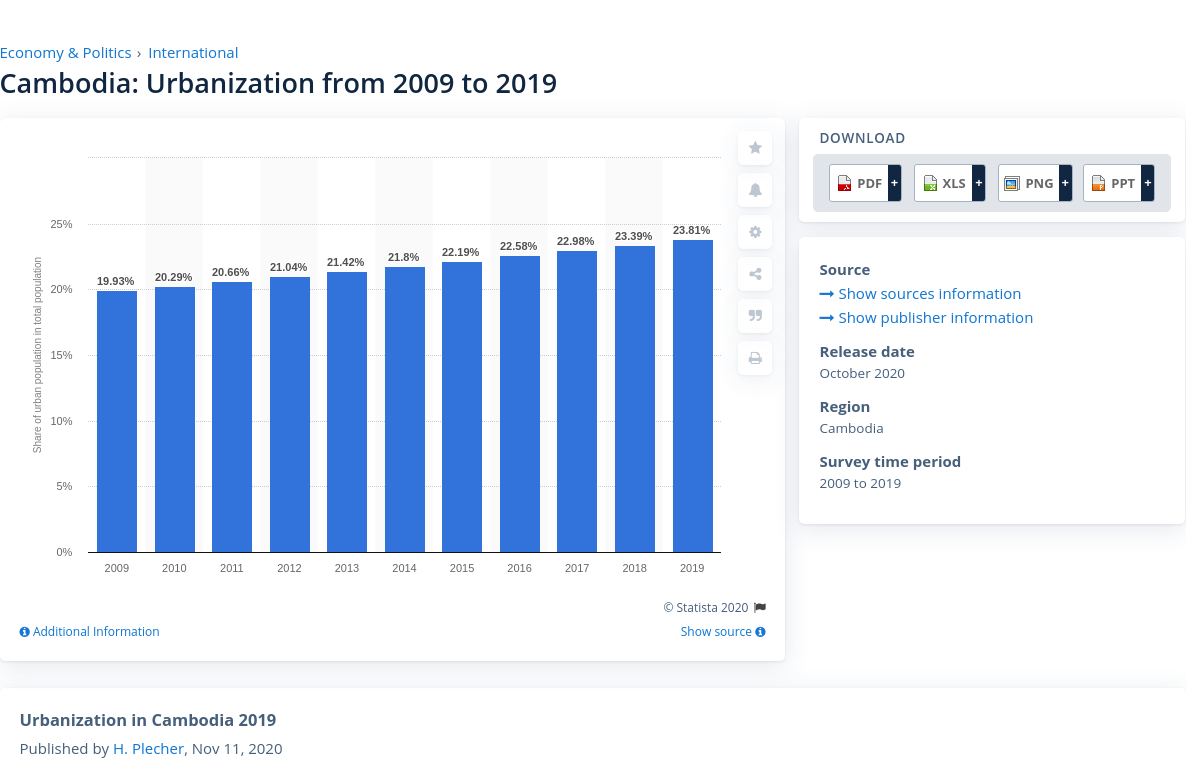 Economy & Politics › International
Cambodia: Urbanization from 2009 to 2019
Share of urban population in total population
25%
20%
15%
10%
5%
0%
19.93%
20.29%
20.66%
21.04%
21.42%
21.8%
22.19%
22.58%
22.98%
23.39%
23.81%
2009 2010 2011 2012 2013 2014 2015 2016 2017 2018 2019
© Statista 2020
Additional Information
Show source
DOWNLOAD
PDF + XLS + PNG + PPT +
Source
Show sources information
Show publisher information
Release date
October 2020
Region
Cambodia
Survey time period
2009 to 2019
Urbanization in Cambodia 2019
Published by H. Plecher, Nov 11, 2020